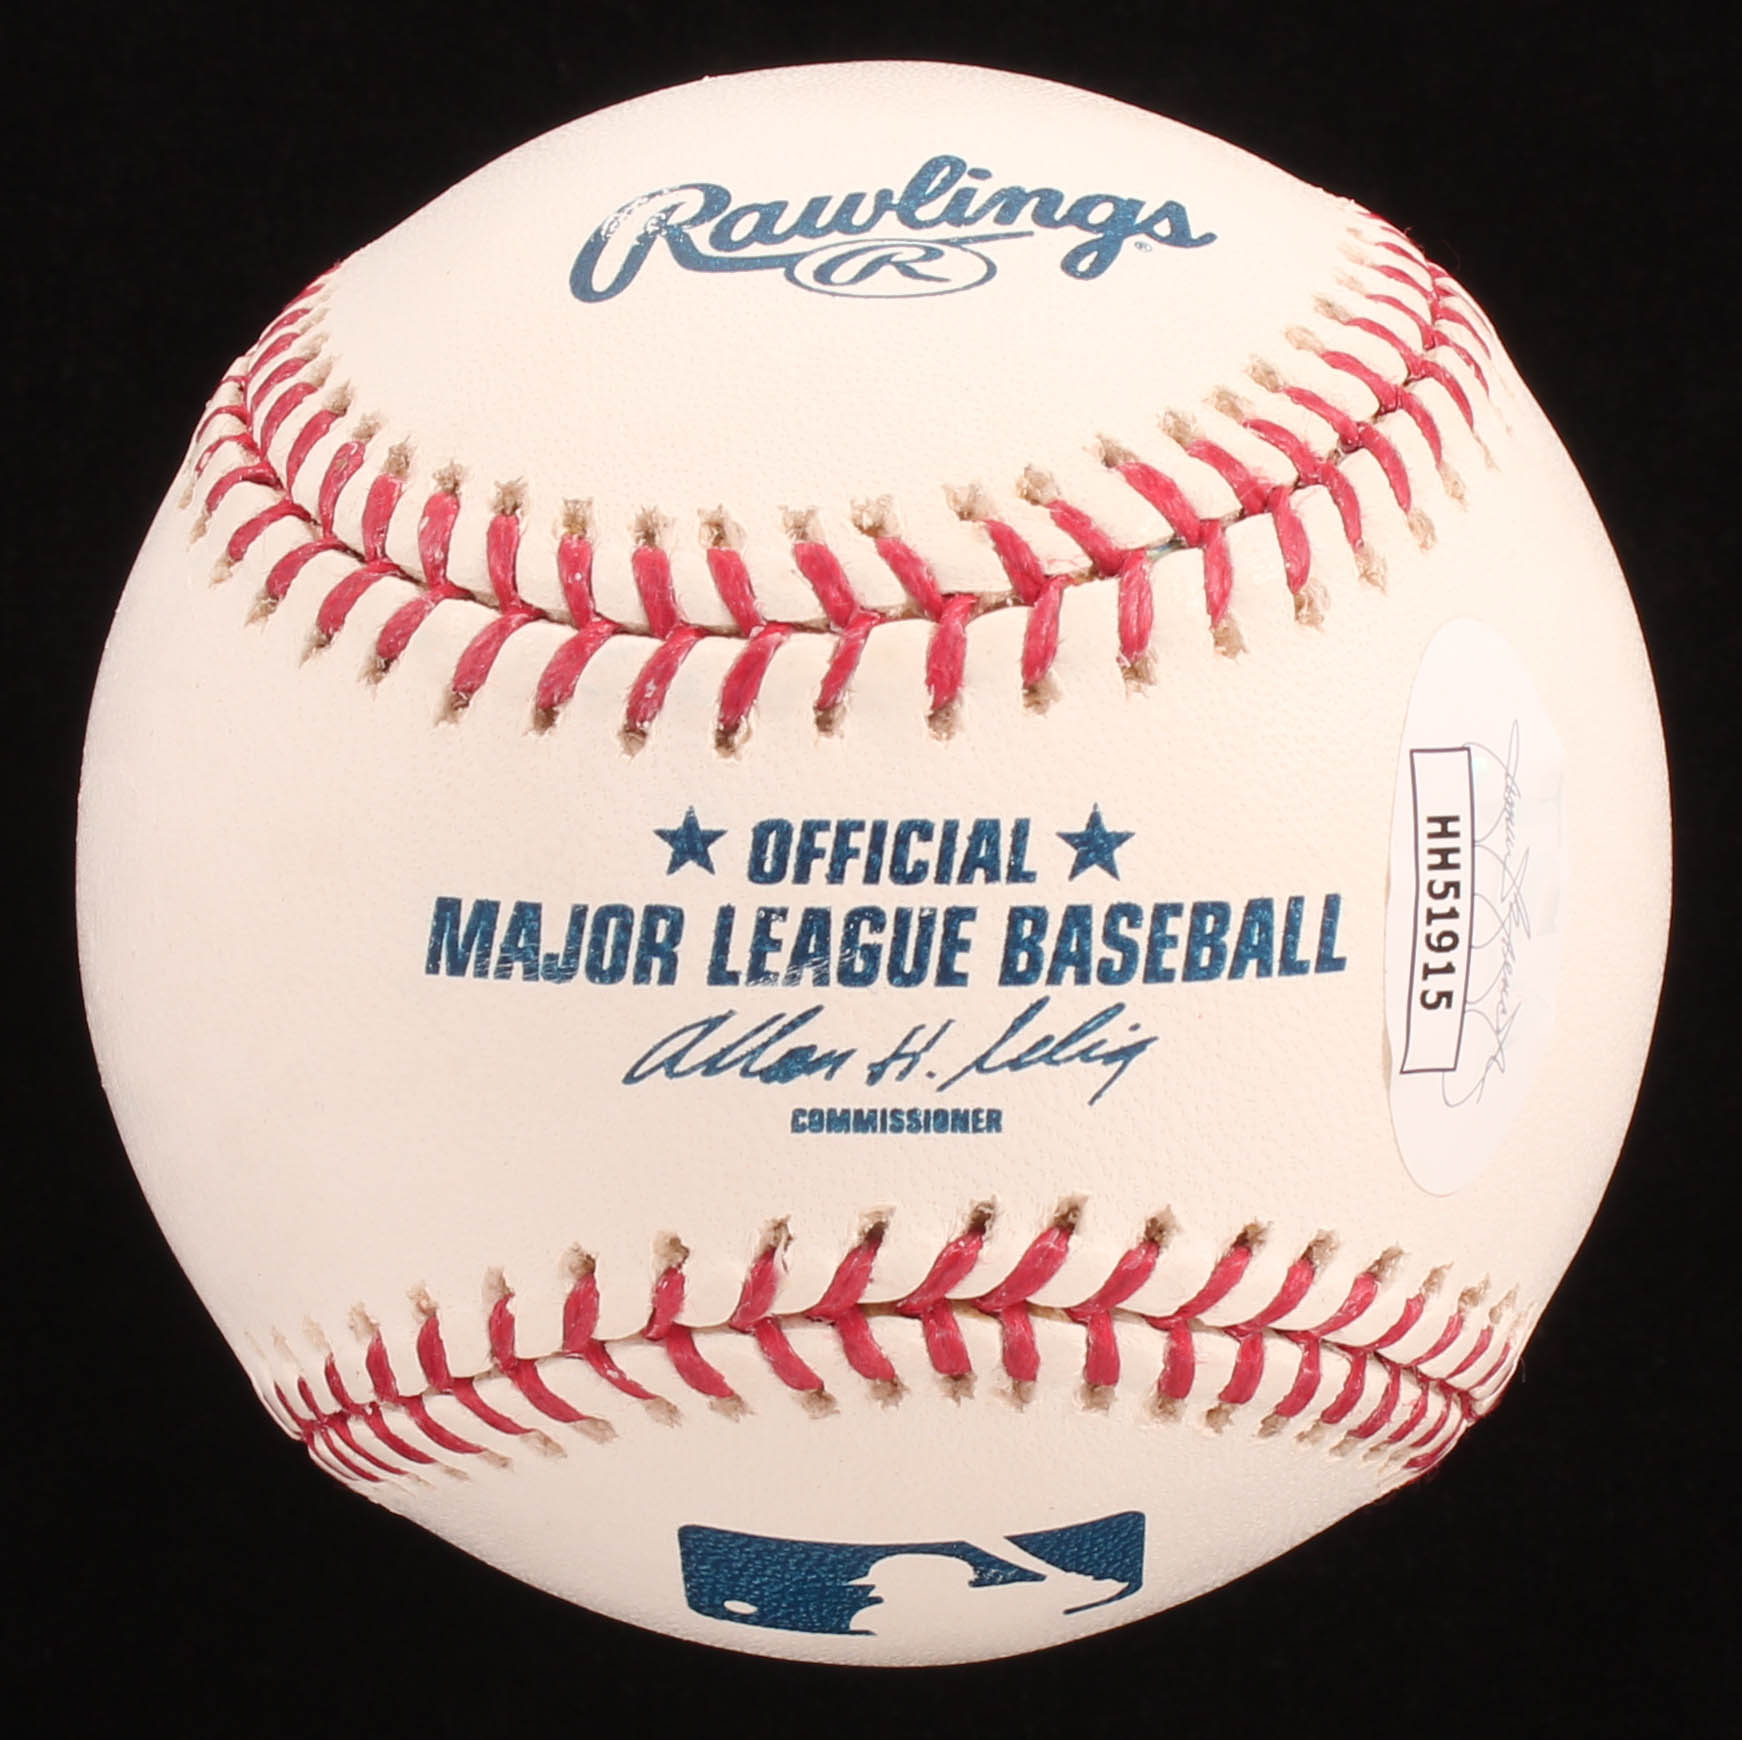 Rawlings
R
®
OFFICIAL
MAJOR LEAGUE BASEBALL
Allan H. Selig
COMMISSIONER
HH51915